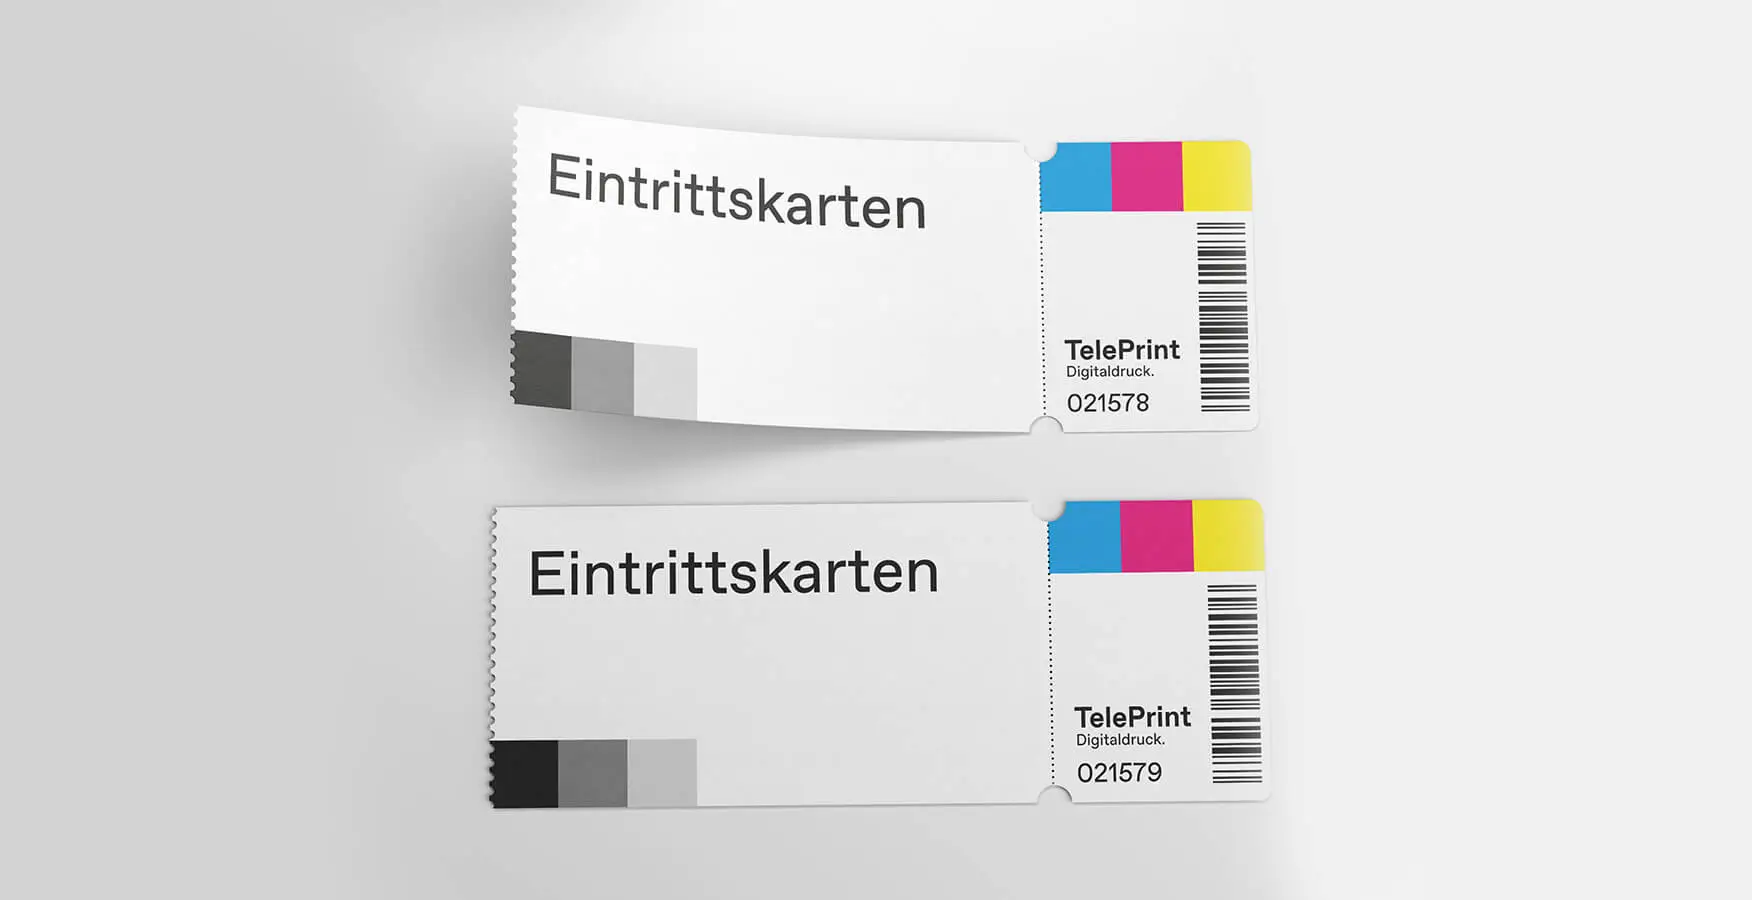 Eintrittskarten
TelePrint
Digitaldruck.
021578
Eintrittskarten
TelePrint
Digitaldruck.
021579